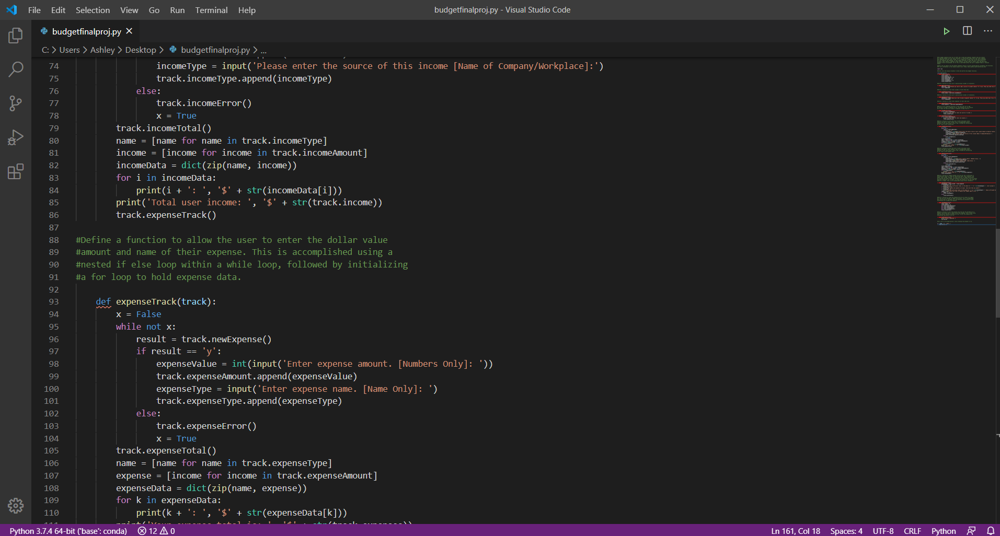 File Edit Selection View Go Run Terminal Help
budgetfinalproj.py - Visual Studio Code
budgetfinalproj.py
C: > Users > Ashley > Desktop > budgetfinalproj.py > ...
74 incomeType = input('Please enter the source of this income [Name of Company/Workplace]:')
75 track.incomeType.append(incomeType)
76 else:
77 track.incomeError()
78 x = True
79 track.incomeTotal()
80 name = [name for name in track.incomeType]
81 income = [income for income in track.incomeAmount]
82 incomeData = dict(zip(name, income))
83 for i in incomeData:
84 print(i + ': ', '$' + str(incomeData[i]))
85 print('Total user income: ', '$' + str(track.income))
86 track.expenseTrack()
87
88 #Define a function to allow the user to enter the dollar value
89 #amount and name of their expense. This is accomplished using a
90 #nested if else loop within a while loop, followed by initializing
91 #a for loop to hold expense data.
92
93 def expenseTrack(track):
94 x = False
95 while not x:
96 result = track.newExpense()
97 if result == 'y':
98 expenseValue = int(input('Enter expense amount. [Numbers Only]: '))
99 track.expenseAmount.append(expenseValue)
100 expenseType = input('Enter expense name. [Name Only]: ')
101 track.expenseType.append(expenseType)
102 else:
103 track.expenseError()
104 x = True
105 track.expenseTotal()
106 name = [name for name in track.expenseType]
107 expense = [income for income in track.expenseAmount]
108 expenseData = dict(zip(name, expense))
109 for k in expenseData:
110 print(k + ': ', '$' + str(expenseData[k]))
Python 3.7.4 64-bit ('base': conda) 12 0 Ln 161, Col 18 Spaces: 4 UTF-8 CRLF Python